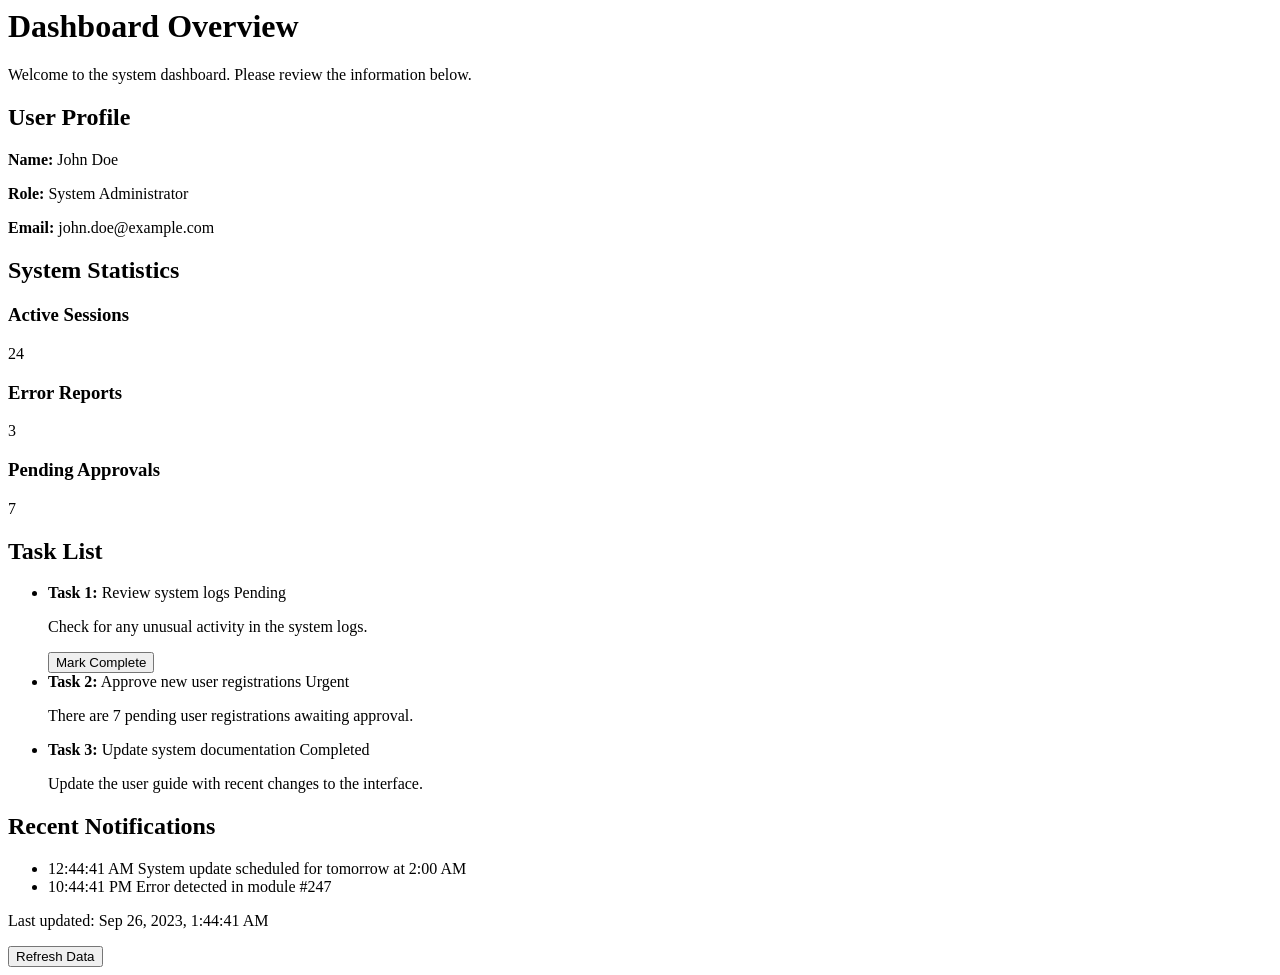 Dashboard Overview
Welcome to the system dashboard. Please review the information below.
User Profile
Name: John Doe
Role: System Administrator
Email: john.doe@example.com
System Statistics
Active Sessions
24
Error Reports
3
Pending Approvals
7
Task List
Task 1: Review system logs Pending
Check for any unusual activity in the system logs.
Mark Complete
Task 2: Approve new user registrations Urgent
There are 7 pending user registrations awaiting approval.
Task 3: Update system documentation Completed
Update the user guide with recent changes to the interface.
Recent Notifications
12:44:41 AM System update scheduled for tomorrow at 2:00 AM
10:44:41 PM Error detected in module #247
Last updated: Sep 26, 2023, 1:44:41 AM
Refresh Data